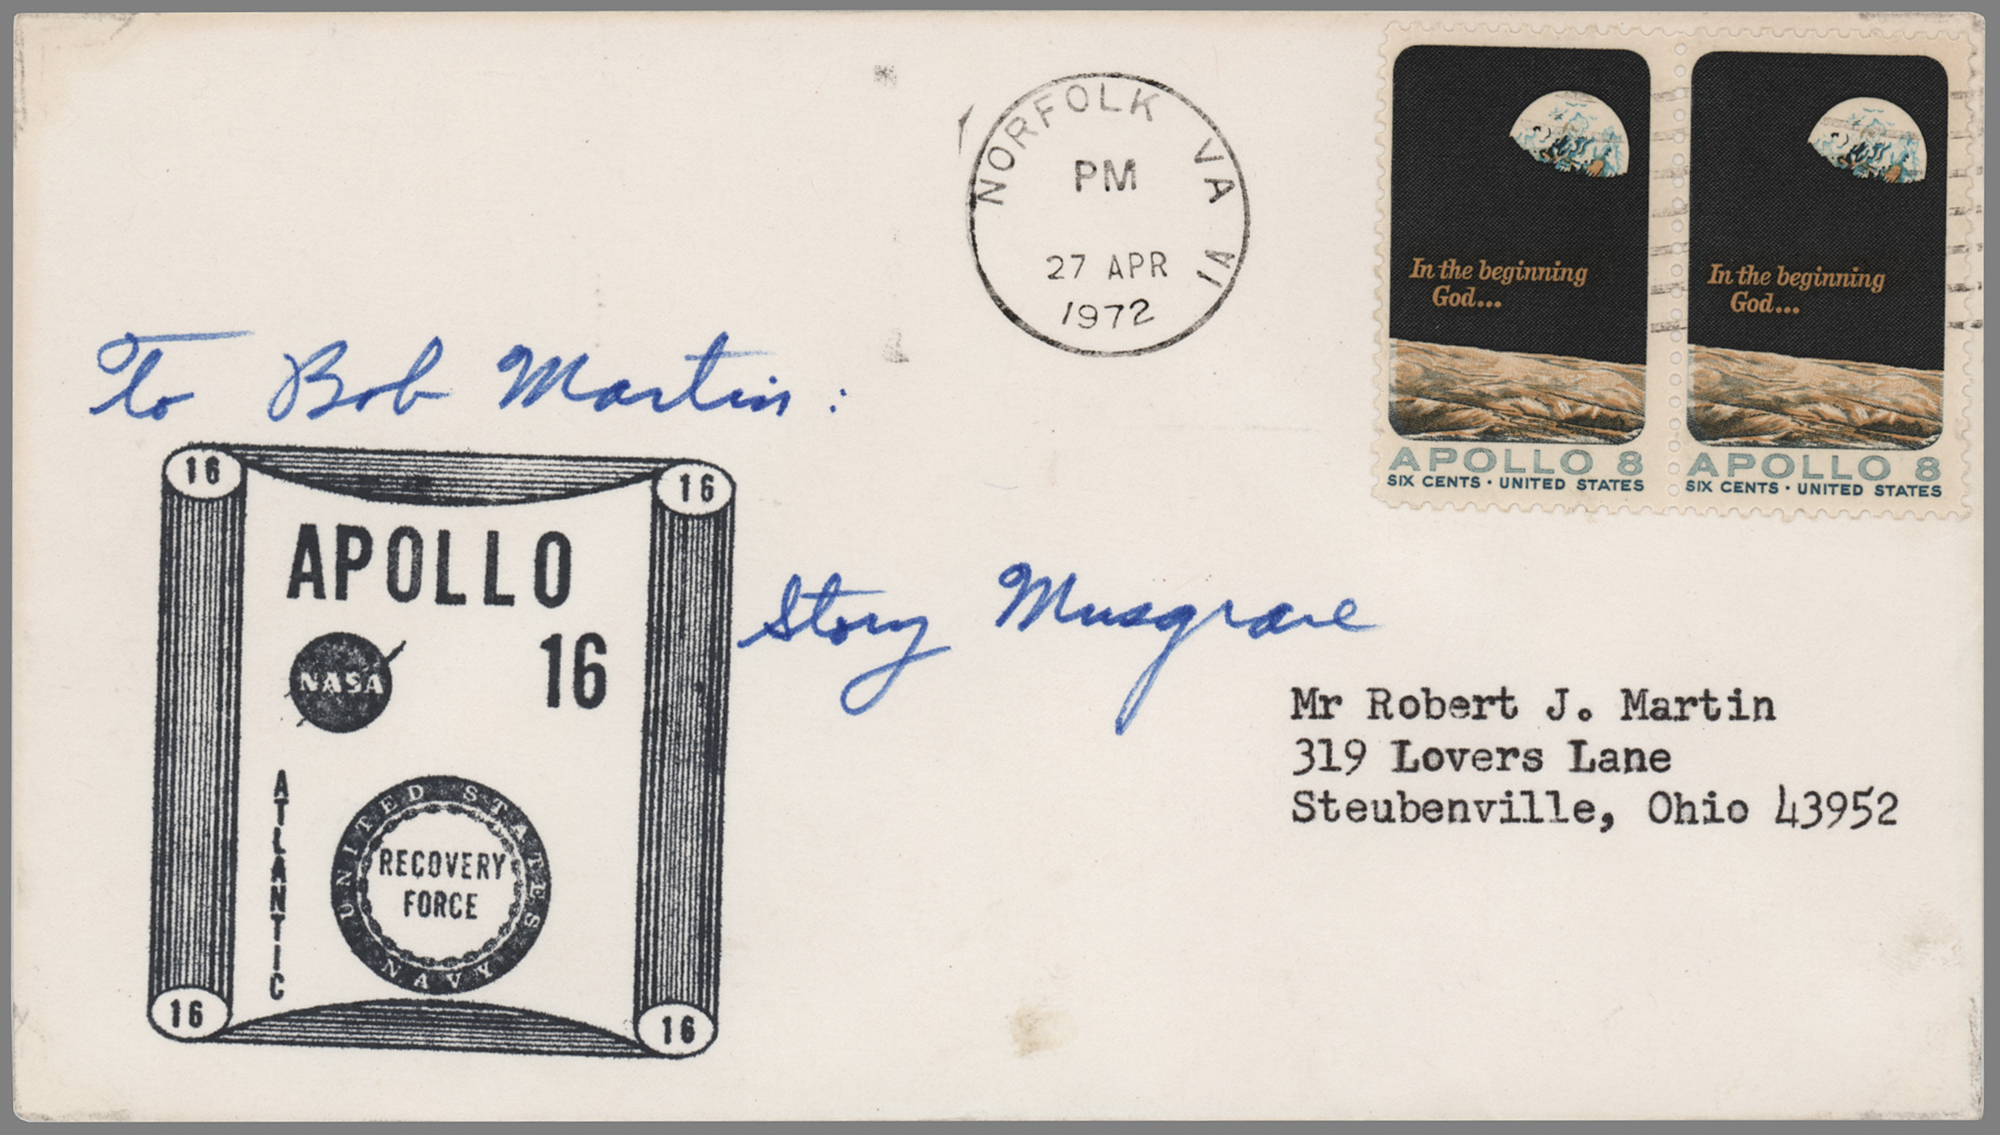 NORFOLK VA
PM
27 APR
1972
1A
In the beginning
God...
APOLLO 8
SIX CENTS · UNITED STATES
In the beginning
God...
APOLLO 8
SIX CENTS · UNITED STATES
To Bob Martin:
16
16
APOLLO
16
NASA
ATLANTIC
UNITED STATES
RECOVERY
FORCE
NAVY
16
16
Story Musgrave
Mr Robert J. Martin
319 Lovers Lane
Steubenville, Ohio 43952